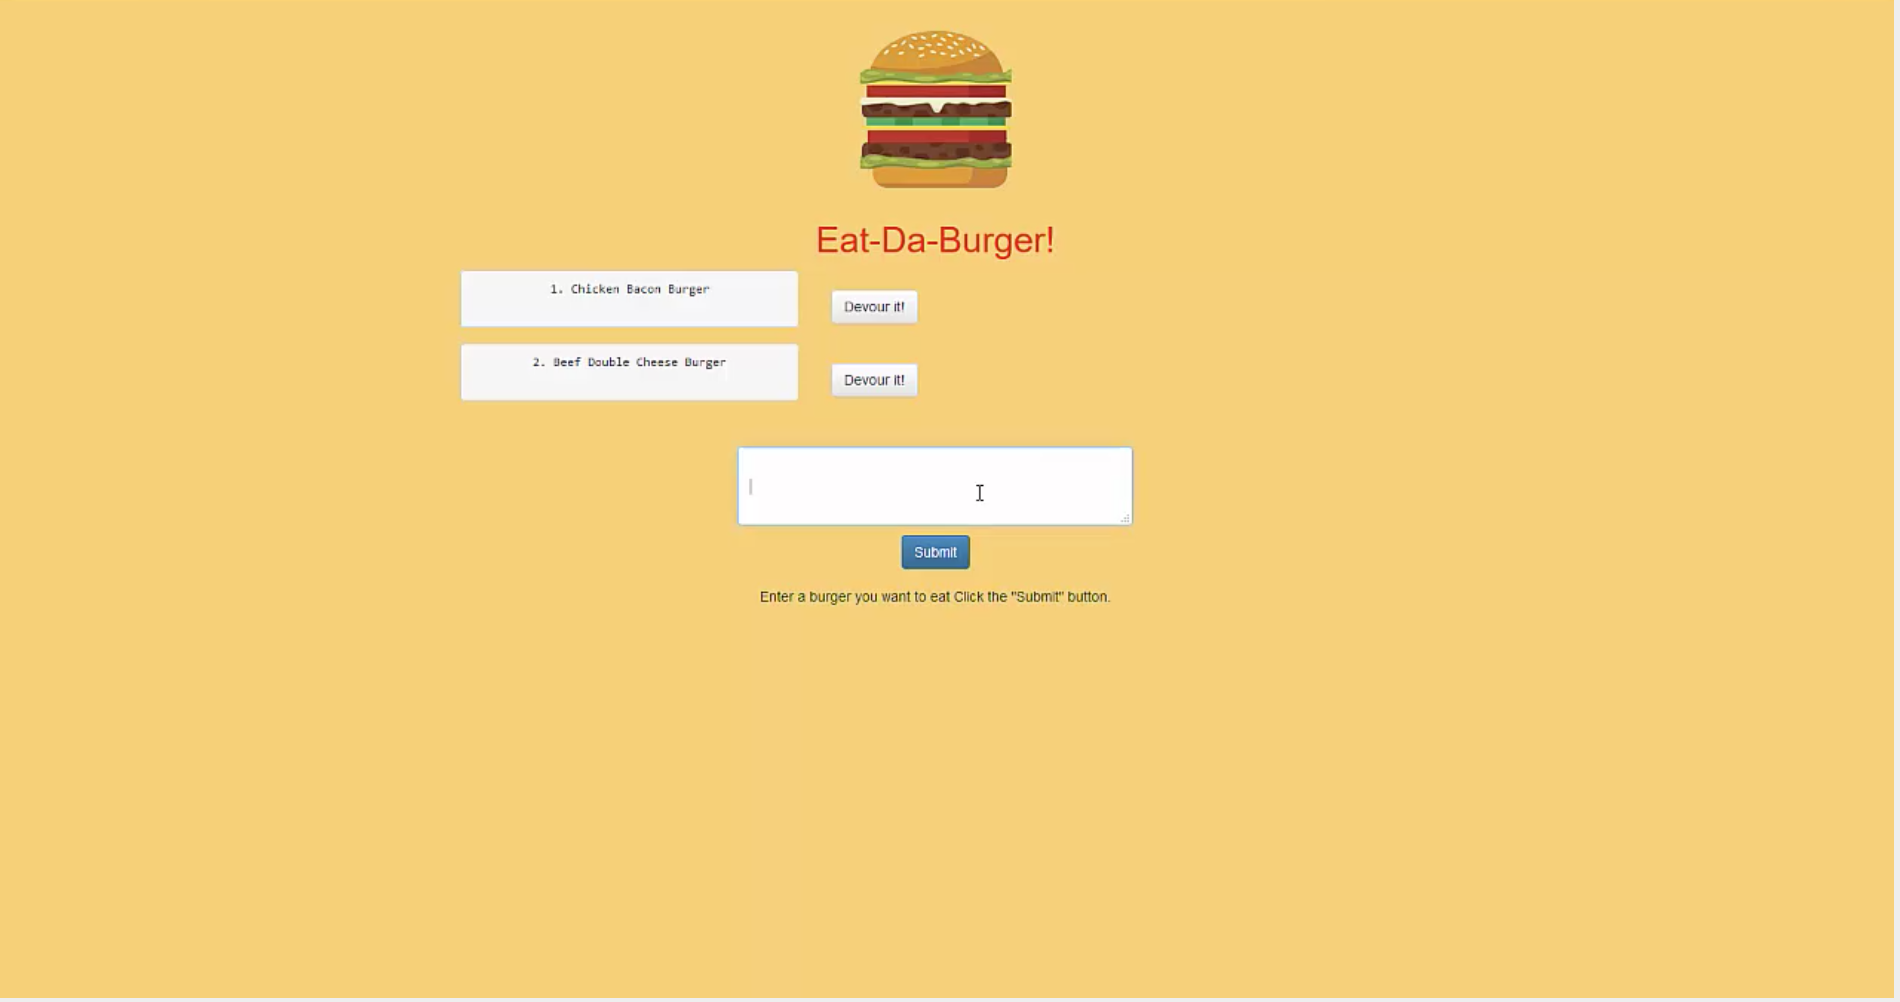 Eat-Da-Burger!
1. Chicken Bacon Burger
Devour it!
2. Beef Double Cheese Burger
Devour it!
Submit
Enter a burger you want to eat Click the "Submit" button.